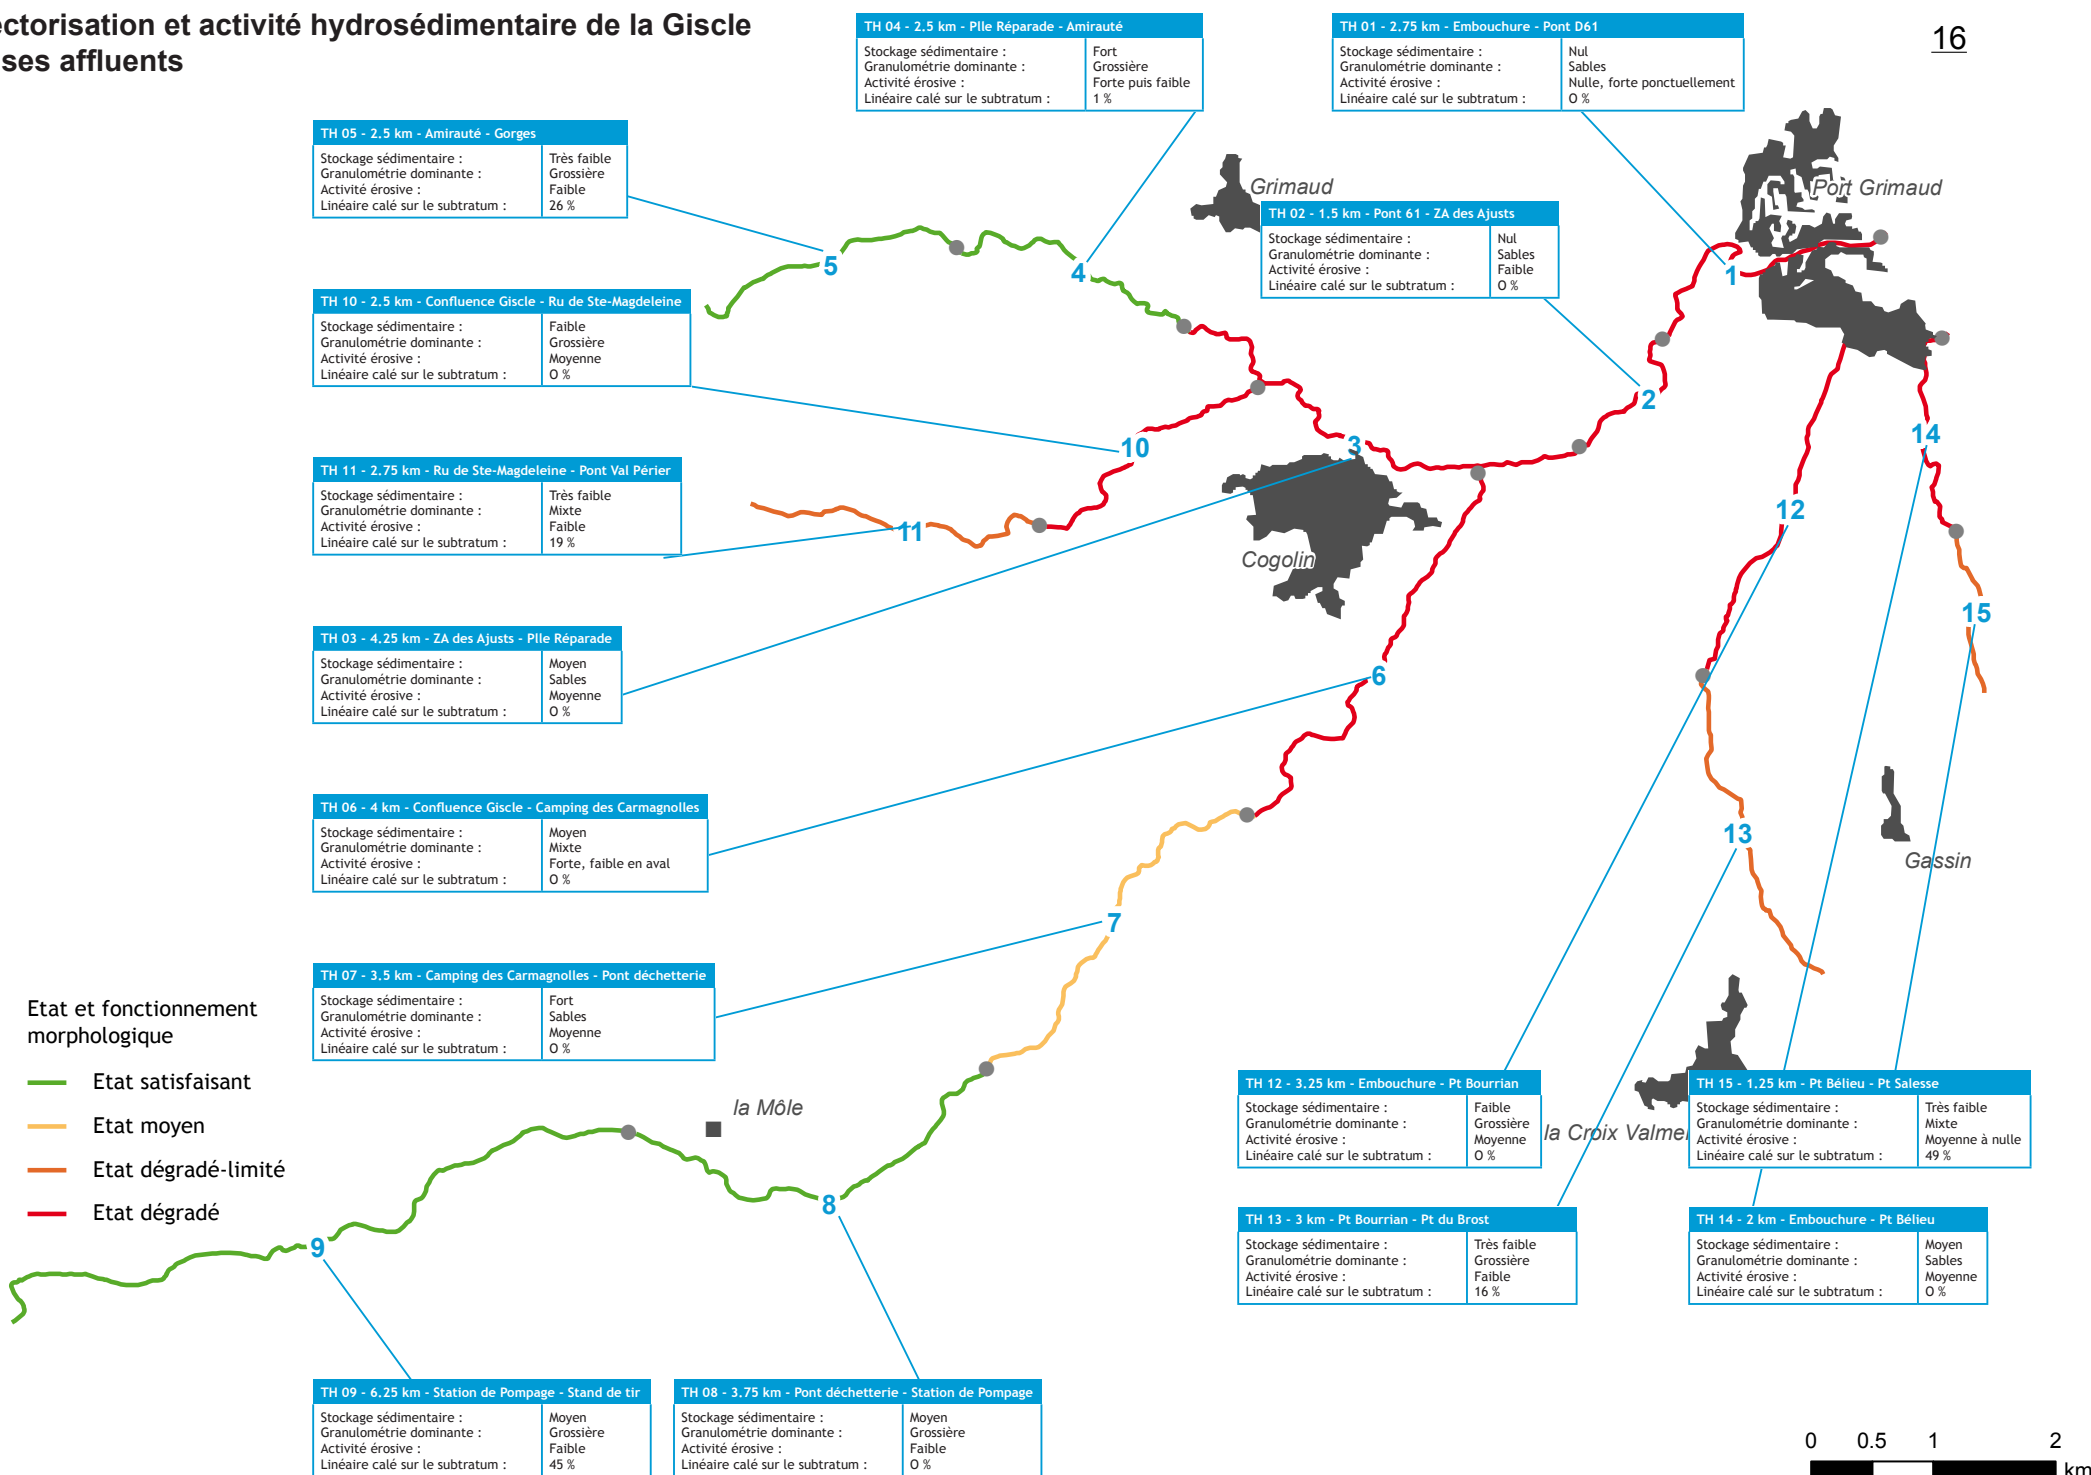 ectorisation et activité hydrosédimentaire de la Giscle
ses affluents
16
TH 04 - 2.5 km - Plle Réparade - Amirauté
Stockage sédimentaire : Fort
Granulométrie dominante : Grossière
Activité érosive : Forte puis faible
Linéaire calé sur le subtratum : 1 %
TH 01 - 2.75 km - Embouchure - Pont D61
Stockage sédimentaire : Nul
Granulométrie dominante : Sables
Activité érosive : Nulle, forte ponctuellement
Linéaire calé sur le subtratum : 0 %
TH 05 - 2.5 km - Amirauté - Gorges
Stockage sédimentaire : Très faible
Granulométrie dominante : Grossière
Activité érosive : Faible
Linéaire calé sur le subtratum : 26 %
Grimaud
Port Grimaud
TH 02 - 1.5 km - Pont 61 - ZA des Ajusts
Stockage sédimentaire : Nul
Granulométrie dominante : Sables
Activité érosive : Faible
Linéaire calé sur le subtratum : 0 %
5
4
1
TH 10 - 2.5 km - Confluence Giscle - Ru de Ste-Magdeleine
Stockage sédimentaire : Faible
Granulométrie dominante : Grossière
Activité érosive : Moyenne
Linéaire calé sur le subtratum : 0 %
2
10
3
14
TH 11 - 2.75 km - Ru de Ste-Magdeleine - Pont Val Périer
Stockage sédimentaire : Très faible
Granulométrie dominante : Mixte
Activité érosive : Faible
Linéaire calé sur le subtratum : 19 %
11
12
Cogolin
15
TH 03 - 4.25 km - ZA des Ajusts - Plle Réparade
Stockage sédimentaire : Moyen
Granulométrie dominante : Sables
Activité érosive : Moyenne
Linéaire calé sur le subtratum : 0 %
6
TH 06 - 4 km - Confluence Giscle - Camping des Carmagnolles
Stockage sédimentaire : Moyen
Granulométrie dominante : Mixte
Activité érosive : Forte, faible en aval
Linéaire calé sur le subtratum : 0 %
13
Gassin
7
TH 07 - 3.5 km - Camping des Carmagnolles - Pont déchetterie
Stockage sédimentaire : Fort
Granulométrie dominante : Sables
Activité érosive : Moyenne
Linéaire calé sur le subtratum : 0 %
Etat et fonctionnement
morphologique
Etat satisfaisant
Etat moyen
Etat dégradé-limité
Etat dégradé
la Môle
8
9
TH 12 - 3.25 km - Embouchure - Pt Bourrian
Stockage sédimentaire : Faible
Granulométrie dominante : Grossière
Activité érosive : Moyenne
Linéaire calé sur le subtratum : 0 %
la Croix Valmer
TH 15 - 1.25 km - Pt Bélieu - Pt Salesse
Stockage sédimentaire : Très faible
Granulométrie dominante : Mixte
Activité érosive : Moyenne à nulle
Linéaire calé sur le subtratum : 49 %
TH 13 - 3 km - Pt Bourrian - Pt du Brost
Stockage sédimentaire : Très faible
Granulométrie dominante : Grossière
Activité érosive : Faible
Linéaire calé sur le subtratum : 16 %
TH 14 - 2 km - Embouchure - Pt Bélieu
Stockage sédimentaire : Moyen
Granulométrie dominante : Sables
Activité érosive : Moyenne
Linéaire calé sur le subtratum : 0 %
TH 09 - 6.25 km - Station de Pompage - Stand de tir
Stockage sédimentaire : Moyen
Granulométrie dominante : Grossière
Activité érosive : Faible
Linéaire calé sur le subtratum : 45 %
TH 08 - 3.75 km - Pont déchetterie - Station de Pompage
Stockage sédimentaire : Moyen
Granulométrie dominante : Grossière
Activité érosive : Faible
Linéaire calé sur le subtratum : 0 %
0 0.5 1 2
km